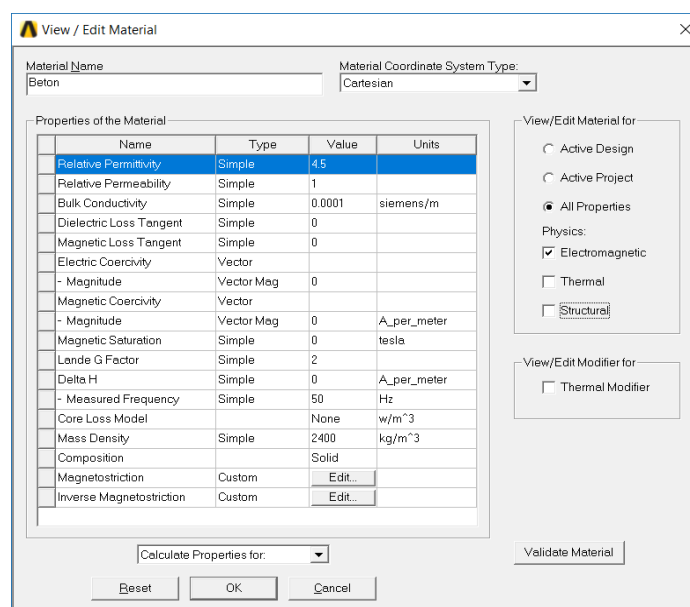 View / Edit Material
Material Name
Material Coordinate System Type:
Beton
Cartesian
Properties of the Material
Name Type Value Units
Relative Permittivity Simple 4.5
Relative Permeability Simple 1
Bulk Conductivity Simple 0.0001 siemens/m
Dielectric Loss Tangent Simple 0
Magnetic Loss Tangent Simple 0
Electric Coercivity Vector
- Magnitude Vector Mag 0
Magnetic Coercivity Vector
- Magnitude Vector Mag 0 A_per_meter
Magnetic Saturation Simple 0 tesla
Lande G Factor Simple 2
Delta H Simple 0 A_per_meter
- Measured Frequency Simple 50 Hz
Core Loss Model None w/m^3
Mass Density Simple 2400 kg/m^3
Composition Solid
Magnetostriction Custom Edit...
Inverse Magnetostriction Custom Edit...
View/Edit Material for
Active Design
Active Project
All Properties
Physics:
Electromagnetic
Thermal
Structural
View/Edit Modifier for
Thermal Modifier
Calculate Properties for:
Validate Material
Reset OK Cancel